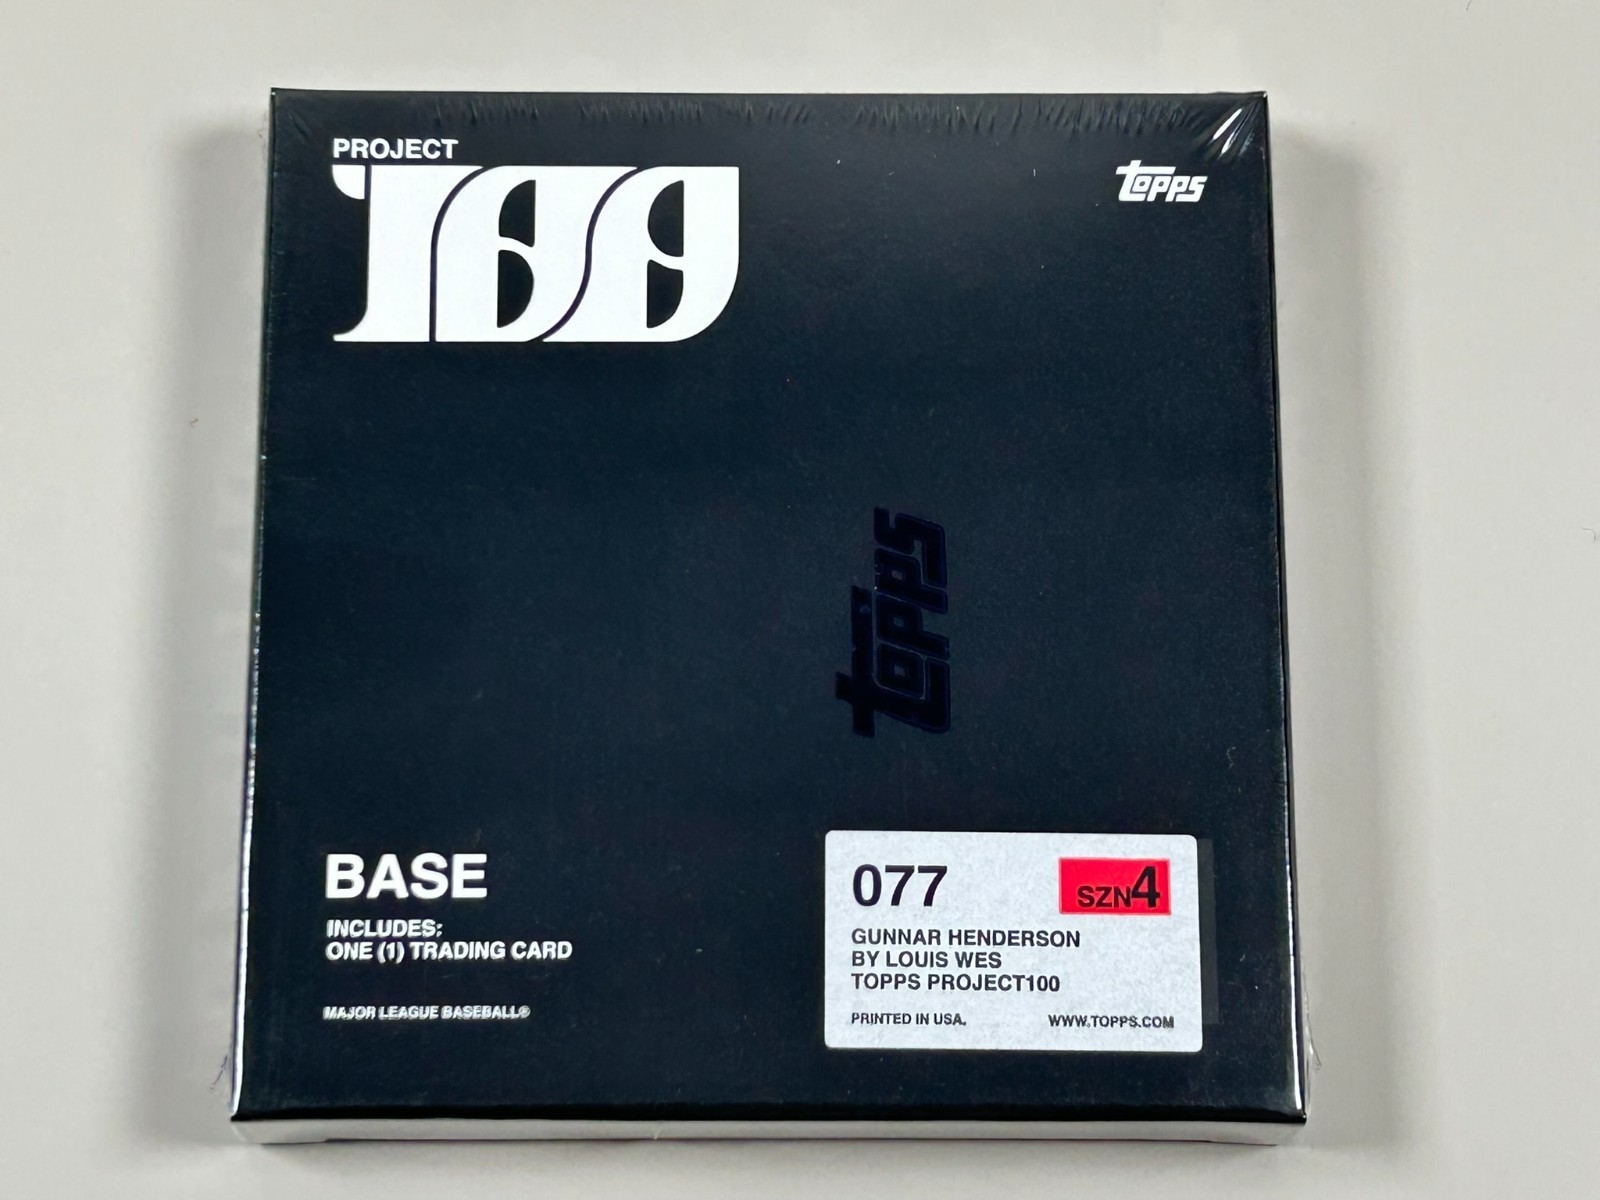 PROJECT
100
TOPPS
TOPPS
BASE
INCLUDES:
ONE (1) TRADING CARD
MAJOR LEAGUE BASEBALL®
077
SZN4
GUNNAR HENDERSON
BY LOUIS WES
TOPPS PROJECT100
PRINTED IN USA.
WWW.TOPPS.COM